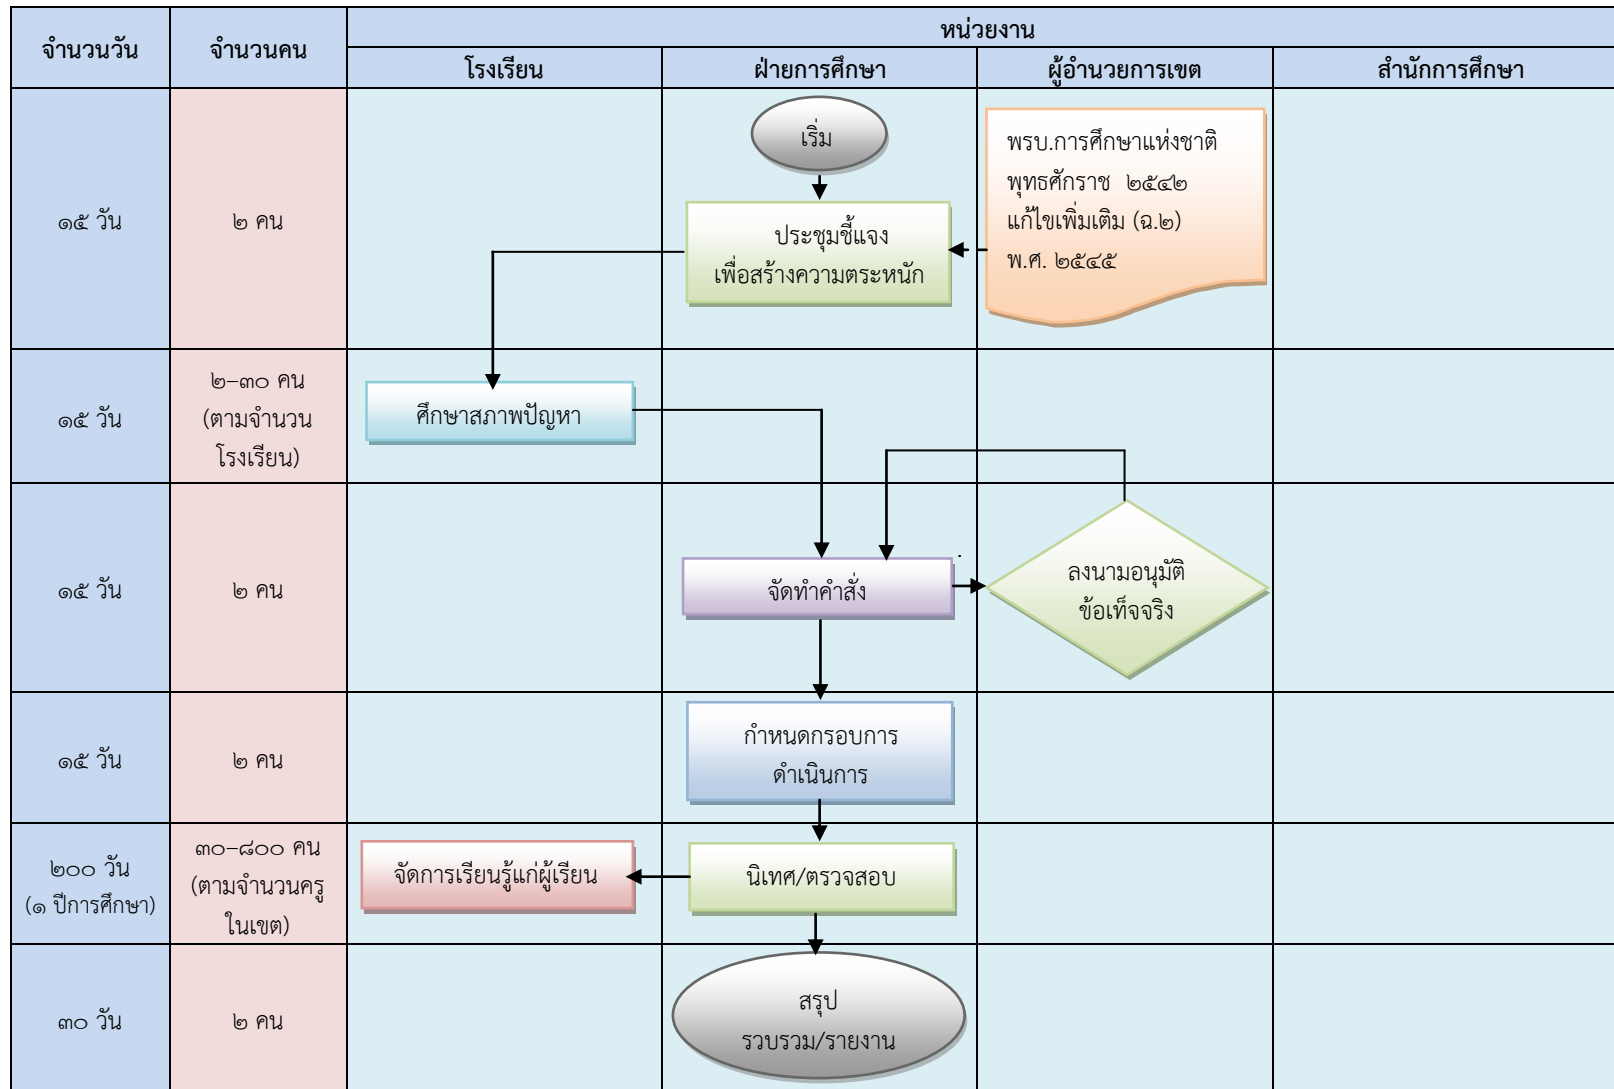 หน่วยงาน
จำนวนวัน
จำนวนคน
โรงเรียน
ฝ่ายการศึกษา
ผู้อำนวยการเขต
สำนักการศึกษา
๑๕ วัน
๒ คน
เริ่ม
ประชุมชี้แจง
เพื่อสร้างความตระหนัก
พรบ.การศึกษาแห่งชาติ
พุทธศักราช ๒๕๔๒
แก้ไขเพิ่มเติม (ฉ.๒)
พ.ศ. ๒๕๔๕
๑๕ วัน
๒-๓๐ คน
(ตามจำนวน
โรงเรียน)
ศึกษาสภาพปัญหา
๑๕ วัน
๒ คน
จัดทำคำสั่ง
ลงนามอนุมัติ
ข้อเท็จจริง
๑๕ วัน
๒ คน
กำหนดกรอบการ
ดำเนินการ
๒๐๐ วัน
(๑ ปีการศึกษา)
๓๐-๘๐๐ คน
(ตามจำนวนครู
ในเขต)
จัดการเรียนรู้แก่ผู้เรียน
นิเทศ/ตรวจสอบ
๓๐ วัน
๒ คน
สรุป
รวบรวม/รายงาน